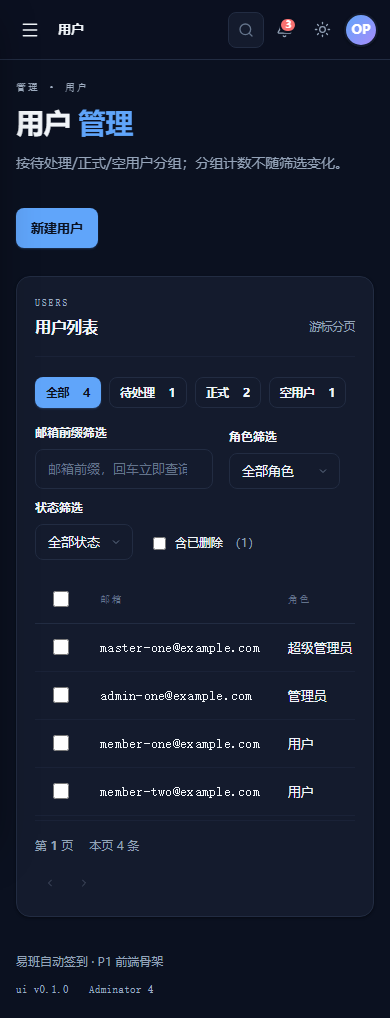 用户
3
OP
管理 • 用户
用户 管理
按待处理/正式/空用户分组；分组计数不随筛选变化。
新建用户
USERS
用户列表
游标分页
全部 4 待处理 1 正式 2 空用户 1
邮箱前缀筛选
角色筛选
邮箱前缀，回车立即查询
全部角色
状态筛选
全部状态
含已删除 (1)
邮箱 角色
master-one@example.com 超级管理员
admin-one@example.com 管理员
member-one@example.com 用户
member-two@example.com 用户
第 1 页 本页 4 条
易班自动签到 · P1 前端骨架
ui v0.1.0 Adminator 4